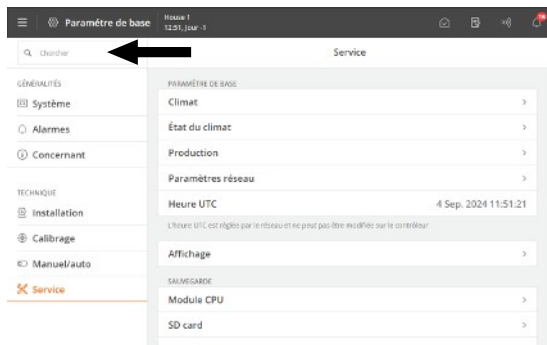 Paramétre de base
House 1
12:51, Jour -1
Chercher
Service
GÉNÉRALITÉS
Système
Alarmes
Concernant
TECHNIQUE
Installation
Calibrage
Manuel/auto
Service
PARAMÈTRE DE BASE
Climat
État du climat
Production
Paramètres réseau
Heure UTC 4 Sep. 2024 11:51:21
L'heure UTC est réglée par le réseau et ne peut pas être modifiée sur le contrôleur
Affichage
SAUVEGARDE
Module CPU
SD card